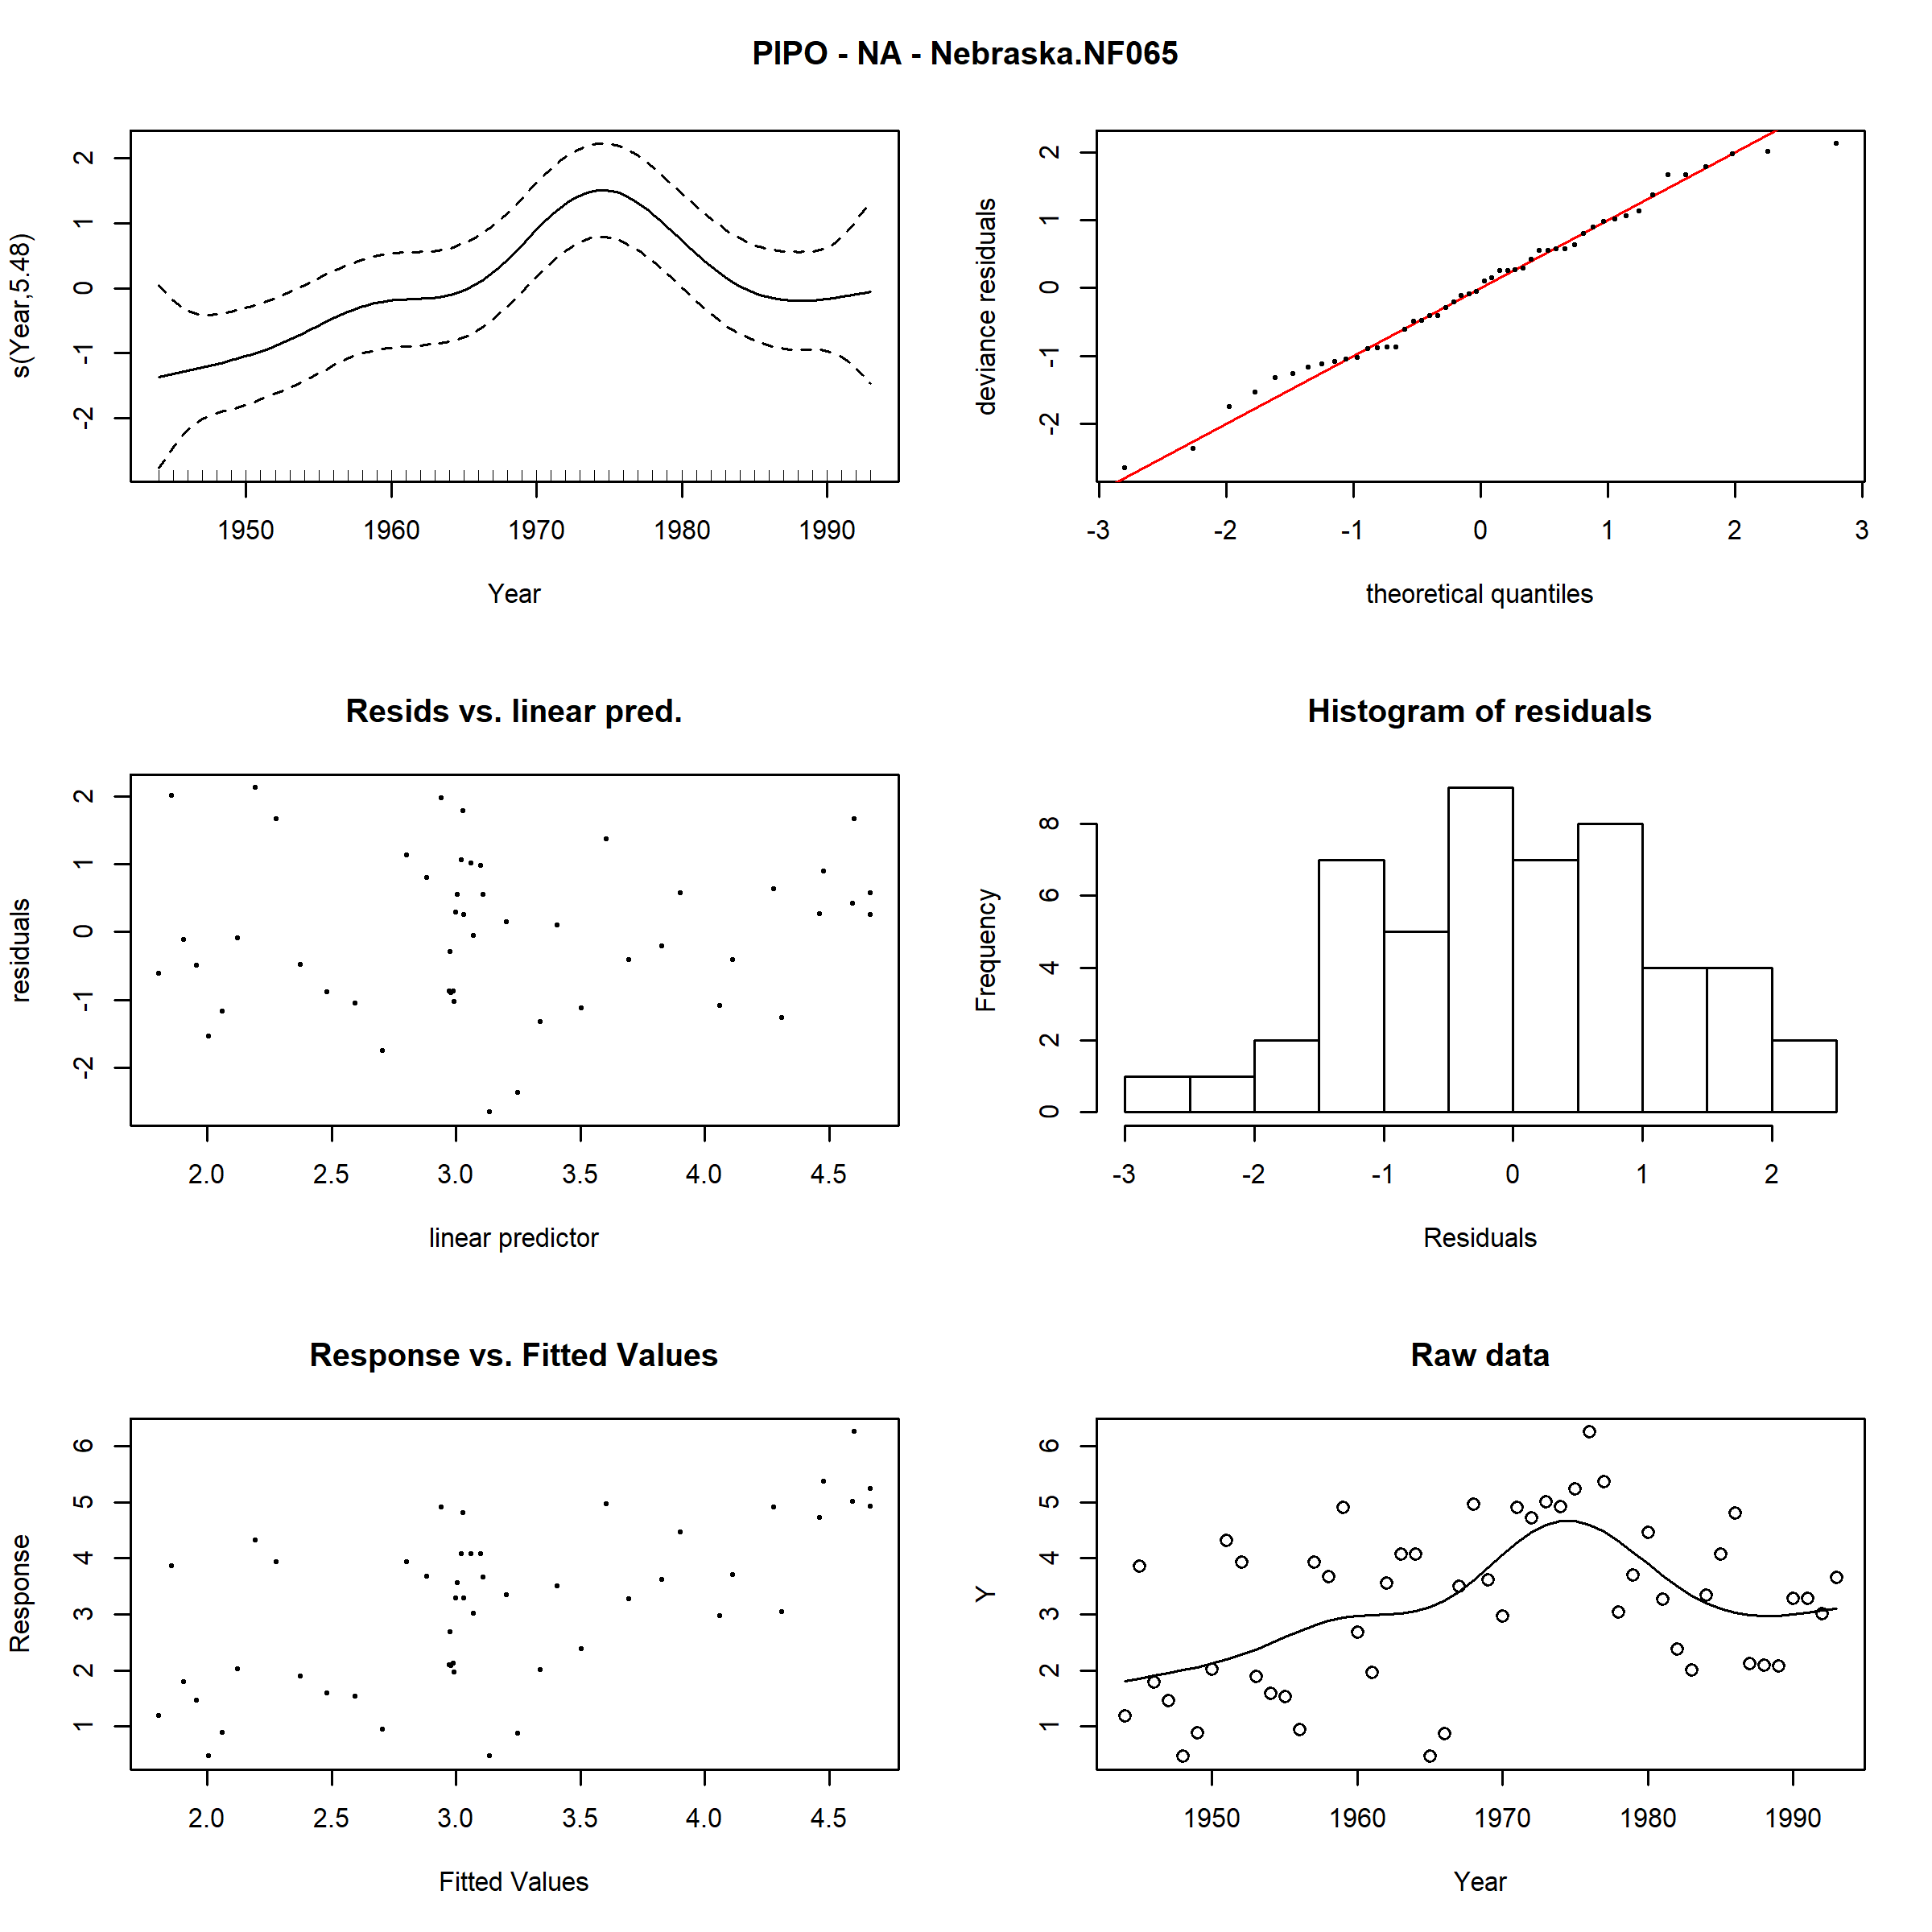 PIPO - NA - Nebraska.NF065
s(Year,5.48)
2
1
0
-1
-2
1950 1960 1970 1980 1990
Year
deviance residuals
2
1
0
-1
-2
-3 -2 -1 0 1 2 3
theoretical quantiles
Resids vs. linear pred.
residuals
2
1
0
-1
-2
2.0 2.5 3.0 3.5 4.0 4.5
linear predictor
Histogram of residuals
Frequency
8
6
4
2
0
-3 -2 -1 0 1 2
Residuals
Response vs. Fitted Values
Response
6
5
4
3
2
1
2.0 2.5 3.0 3.5 4.0 4.5
Fitted Values
Raw data
Y
6
5
4
3
2
1
1950 1960 1970 1980 1990
Year